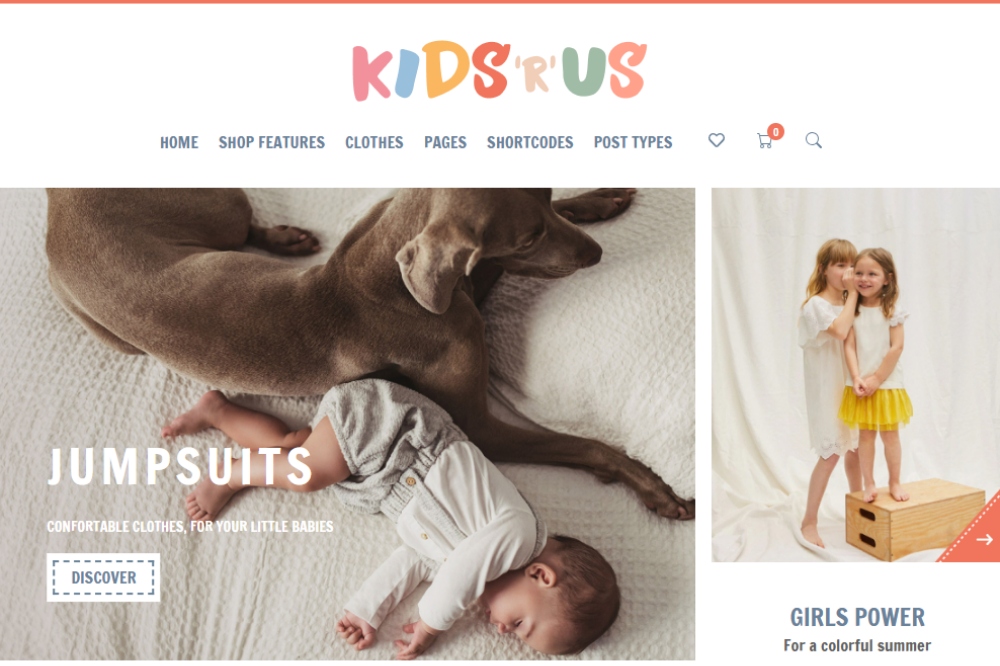 KIDS 'R' US
HOME SHOP FEATURES CLOTHES PAGES SHORTCODES POST TYPES 0
JUMPSUITS
CONFORTABLE CLOTHES, FOR YOUR LITTLE BABIES
DISCOVER
GIRLS POWER
For a colorful summer